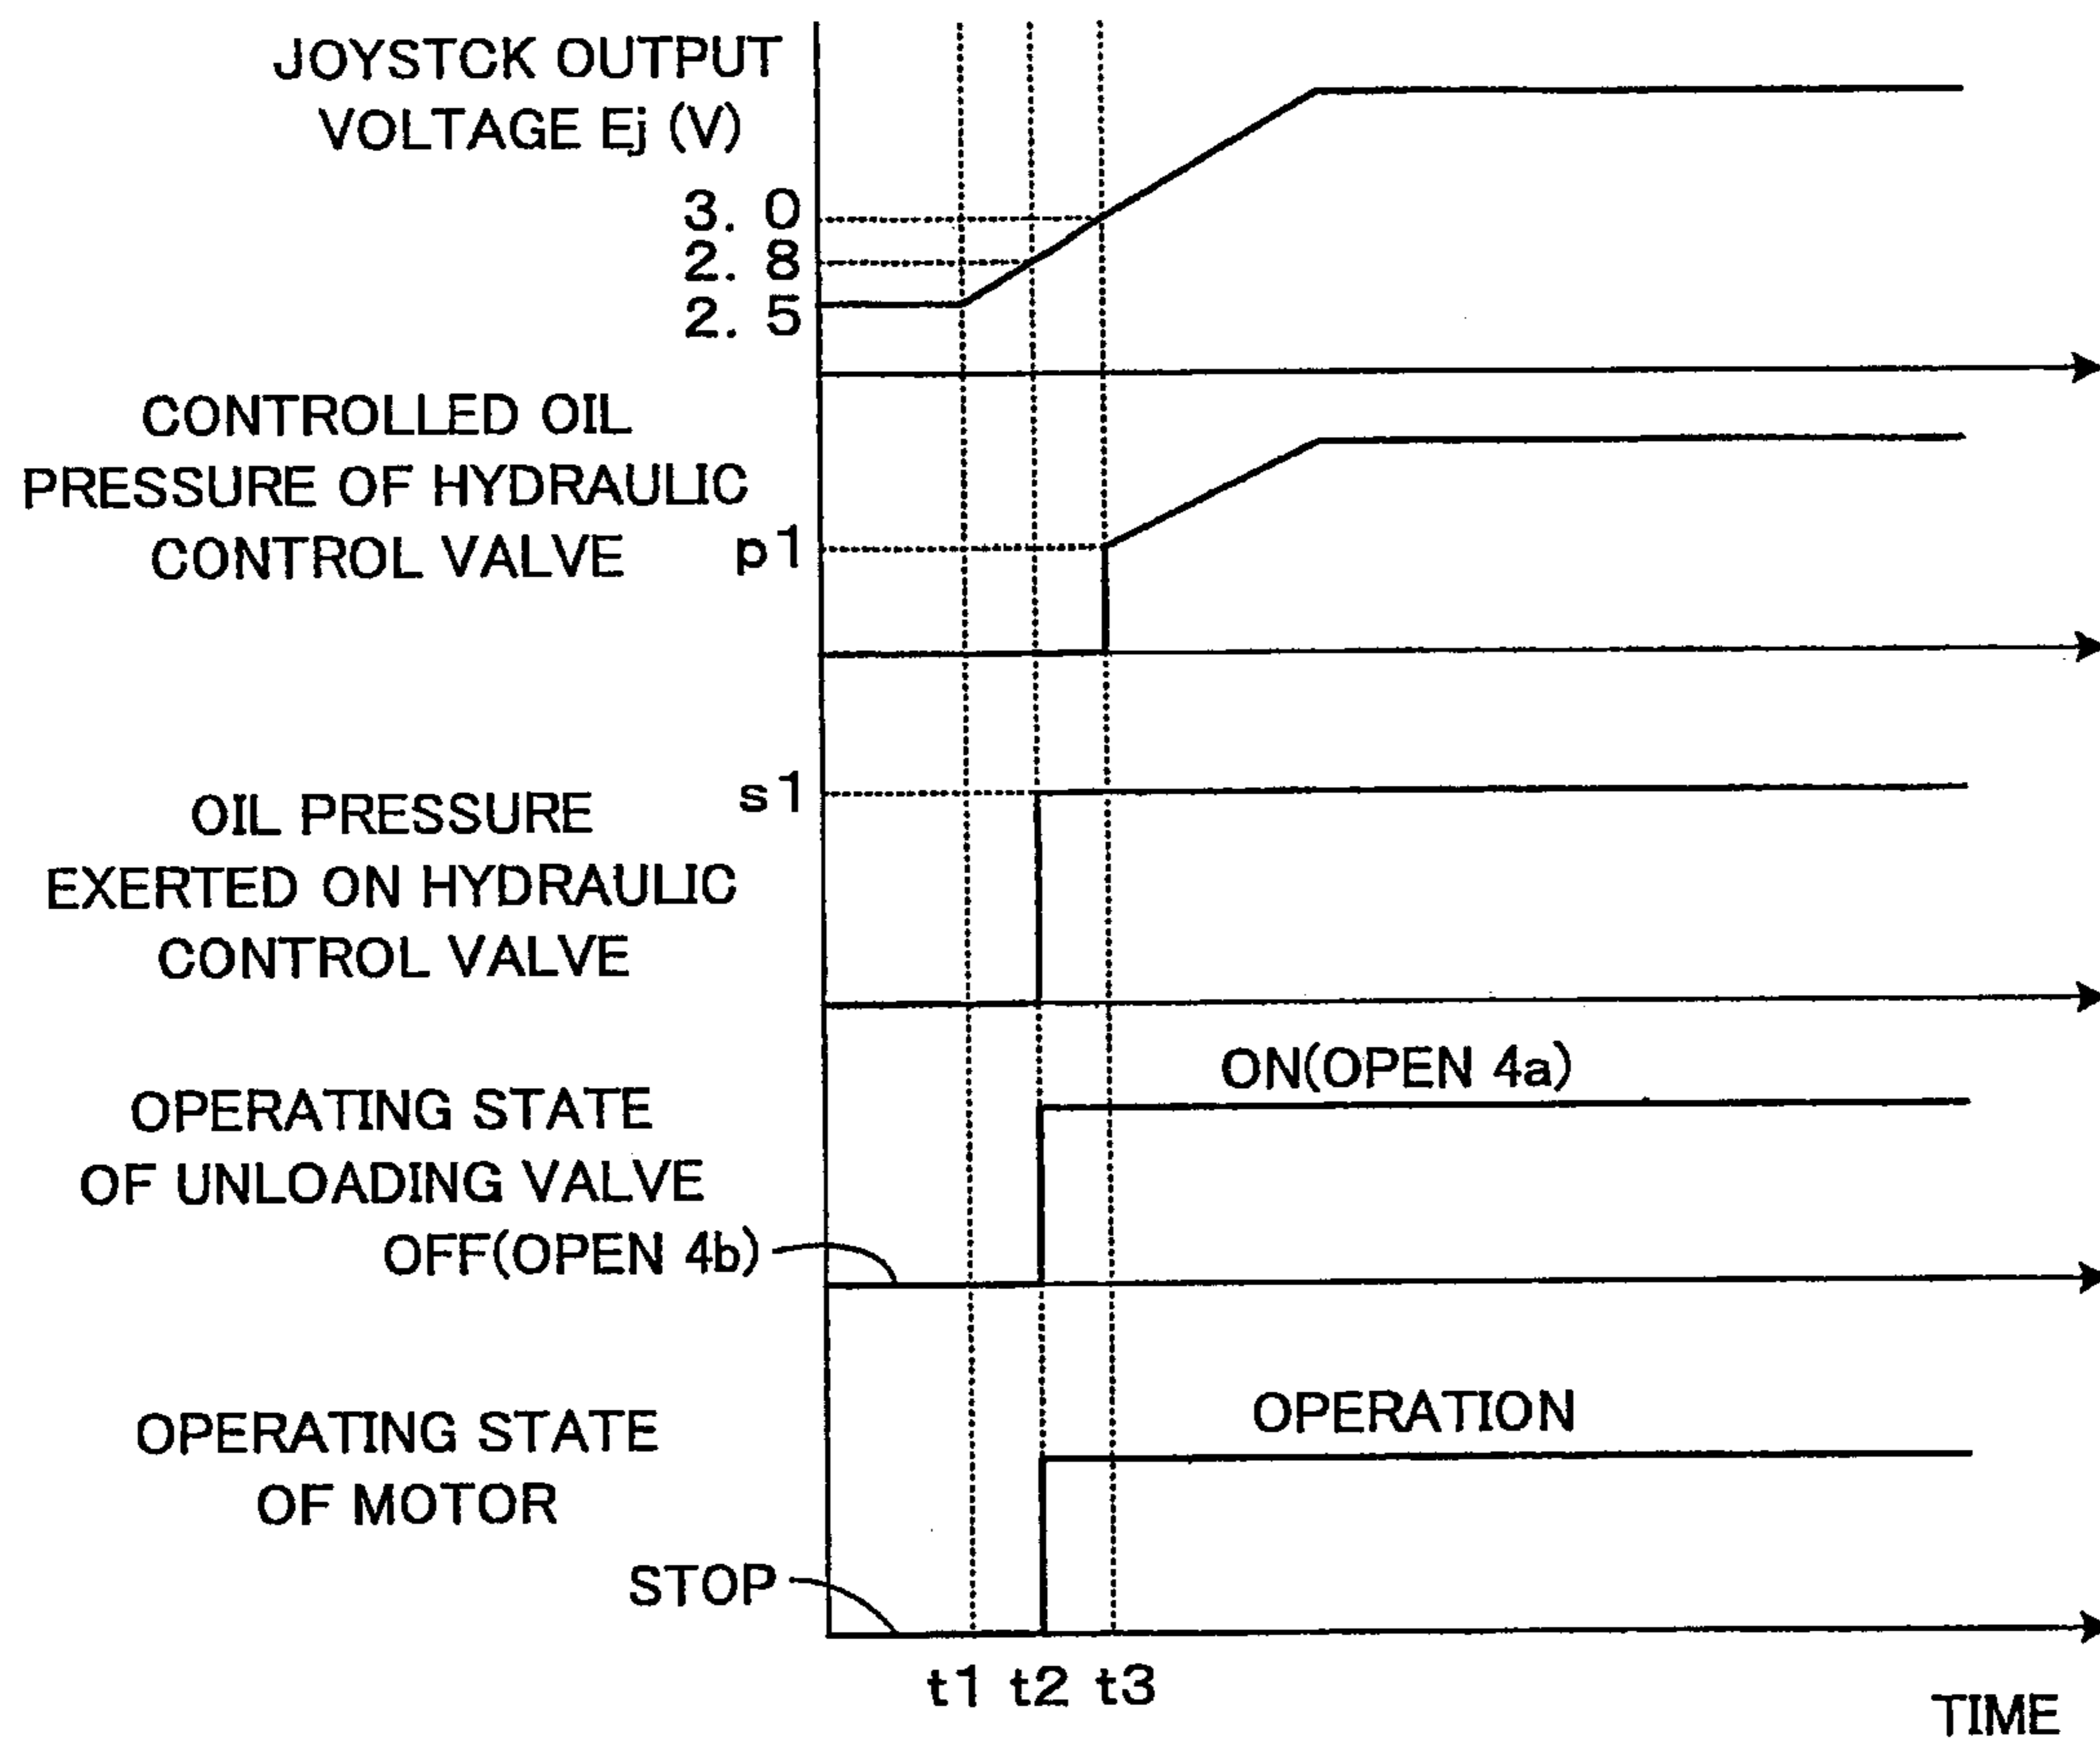 JOYSTCK OUTPUT
VOLTAGE Ej (V)
3. 0
2. 8
2. 5
CONTROLLED OIL
PRESSURE OF HYDRAULIC
CONTROL VALVE
p1
s1
OIL PRESSURE
EXERTED ON HYDRAULIC
CONTROL VALVE
ON(OPEN 4a)
OPERATING STATE
OF UNLOADING VALVE
OFF(OPEN 4b)
OPERATION
OPERATING STATE
OF MOTOR
STOP
t1 t2 t3
TIME